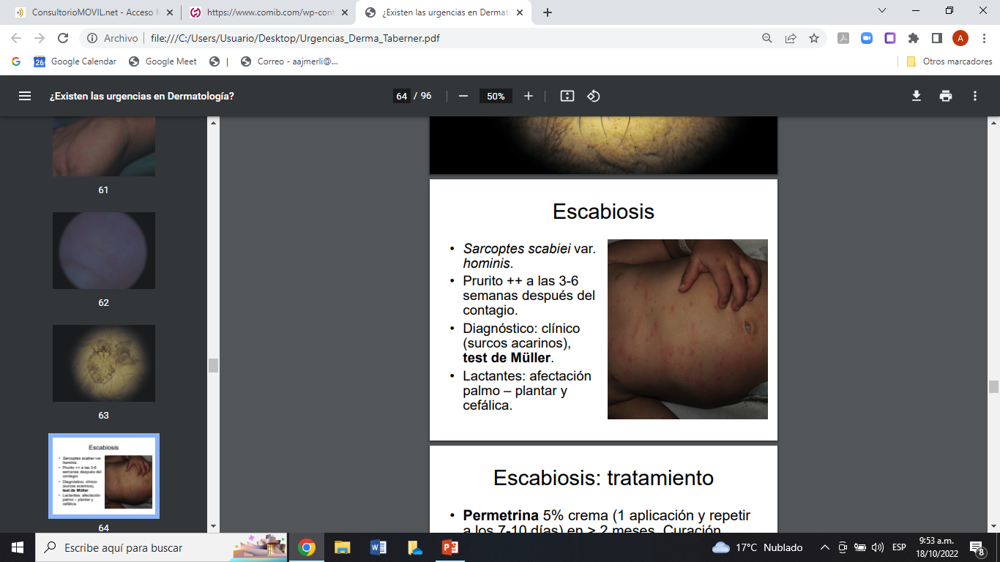 ConsultorioMOVIL.net - Acceso
https://www.comib.com/wp-cont
¿Existen las urgencias en Dermat
Archivo
file:///C:/Users/Usuario/Desktop/Urgencias_Derma_Taberner.pdf
A
G
26
Google Calendar
Google Meet
|
Correo - aajmerli@...
Otros marcadores
¿Existen las urgencias en Dermatología?
64 / 96
50%
61
62
63
Escabiosis
• Sarcoptes scabiei var.
hominis.
• Prurito ++ a las 3-6
semanas después del
contagio.
• Diagnóstico: clínico
(surcos acarinos),
test de Müller.
• Lactantes: afectación
palmo – plantar y
cefálica.
64
Escabiosis
• Sarcoptes scabiei var.
hominis.
• Prurito ++ a las 3-6
semanas después del
contagio.
• Diagnóstico: clínico
(surcos acarinos),
test de Müller.
• Lactantes: afectación
palmo – plantar y
cefálica.
Escabiosis: tratamiento
• Permetrina 5% crema (1 aplicación y repetir
a los 7-10 días) en > 2 meses. Curación
Escribe aquí para buscar
17°C Nublado
ESP
9:53 a.m.
18/10/2022
8